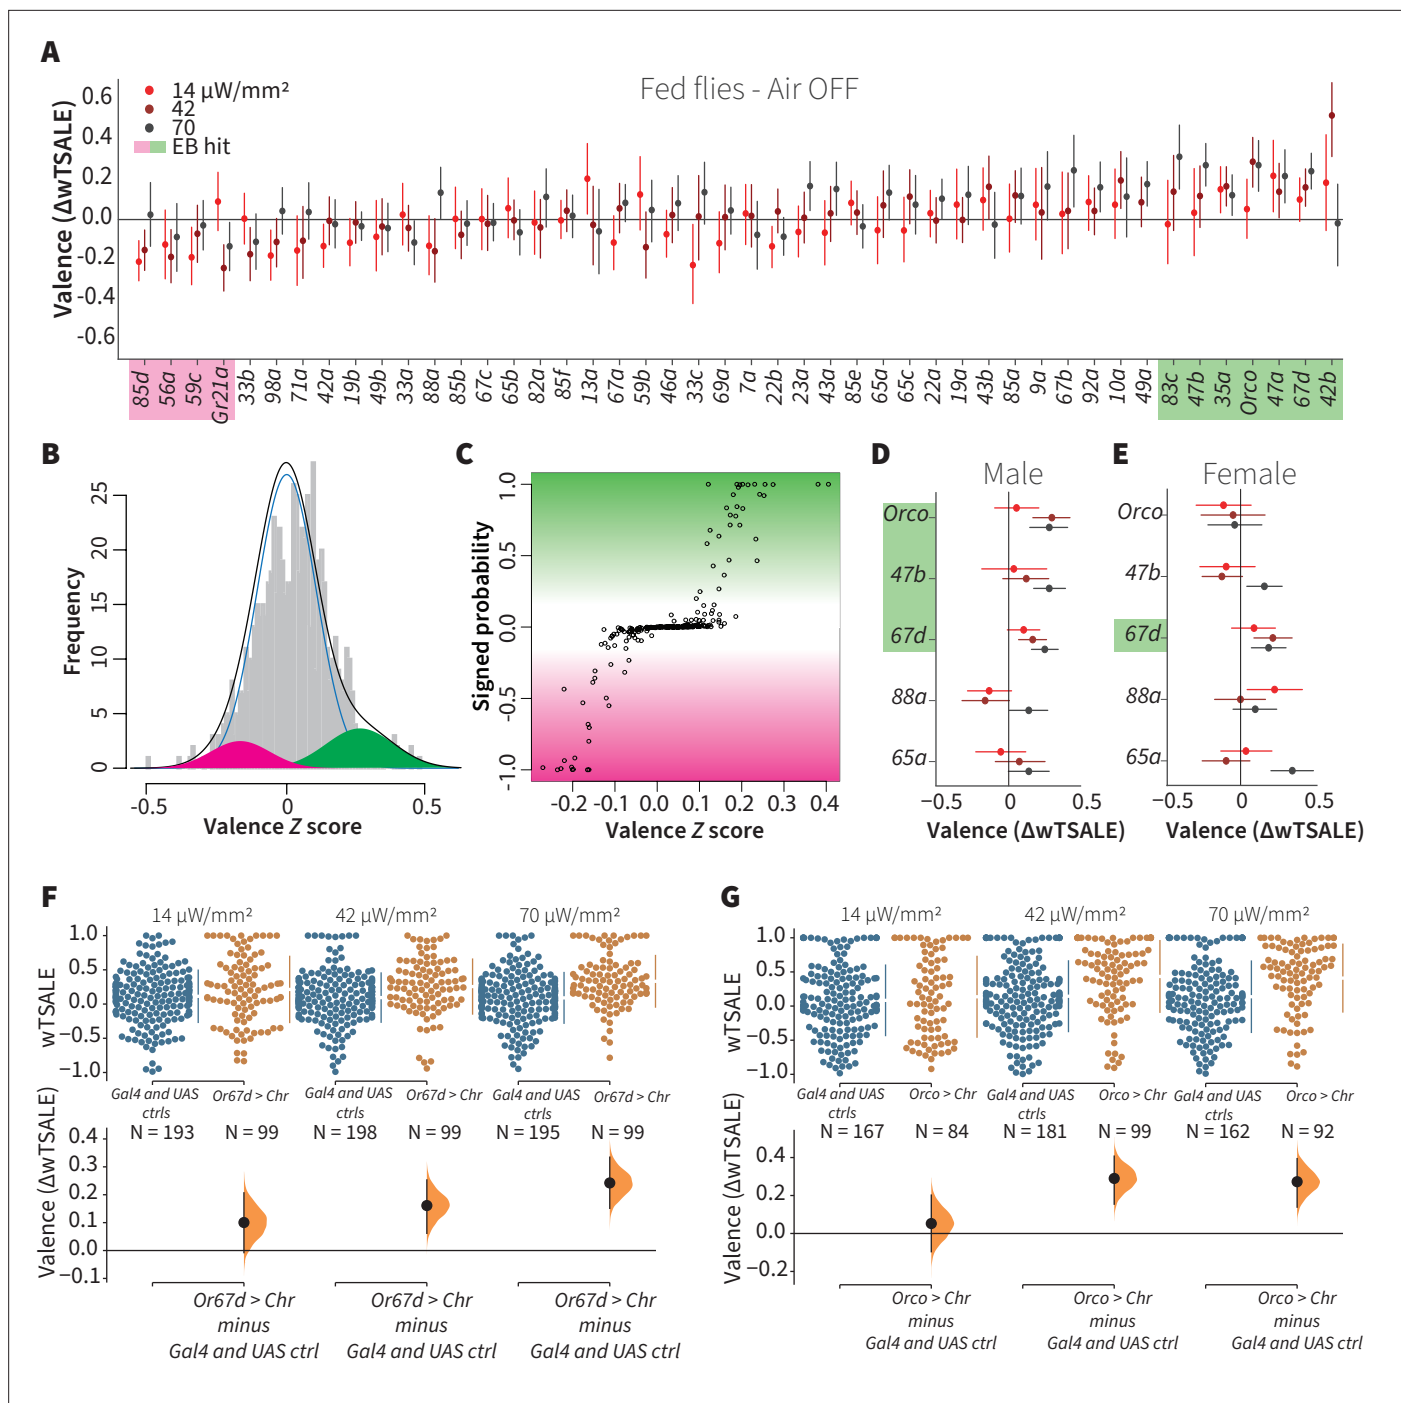 A
Fed flies - Air OFF
14 μW/mm²
42
70
EB hit
Valence (ΔwTSALE)
0.6
0.4
0.2
0.0
-0.2
-0.4
-0.6
85d
56a
59c
Gr21a
33b
98a
71a
42a
19b
49b
33a
88a
85b
67c
65b
82a
85f
13a
67a
59b
46a
33c
69a
7a
22b
23a
43a
85e
65a
65c
22a
19a
43b
85a
9a
67b
92a
10a
49a
83c
47b
35a
Orco
47a
67d
42b
B
Frequency
25
20
15
10
5
0
-0.5 0 0.5
Valence Z score
C
Signed probability
1.0
0.5
0.0
-0.5
-1.0
-0.2 -0.1 0.0 0.1 0.2 0.3 0.4
Valence Z score
D
Male
Orco
47b
67d
88a
65a
−0.5 0 0.5
Valence (ΔwTSALE)
E
Female
Orco
47b
67d
88a
65a
−0.5 0 0.5
Valence (ΔwTSALE)
F
14 μW/mm² 42 μW/mm² 70 μW/mm²
wTSALE
1.0
0.5
0.0
−0.5
−1.0
Gal4 and UAS ctrls Or67d > Chr Gal4 and UAS ctrls Or67d > Chr Gal4 and UAS ctrls Or67d > Chr
N = 193 N = 99 N = 198 N = 99 N = 195 N = 99
Valence (ΔwTSALE)
0.4
0.3
0.2
0.1
0.0
−0.1
Or67d > Chr Or67d > Chr Or67d > Chr
minus minus minus
Gal4 and UAS ctrl Gal4 and UAS ctrl Gal4 and UAS ctrl
G
14 μW/mm² 42 μW/mm² 70 μW/mm²
wTSALE
1.0
0.5
0.0
−0.5
−1.0
Gal4 and UAS ctrls Orco > Chr Gal4 and UAS ctrls Orco > Chr Gal4 and UAS ctrls Orco > Chr
N = 167 N = 84 N = 181 N = 99 N = 162 N = 92
Valence (ΔwTSALE)
0.4
0.2
0.0
−0.2
Orco > Chr Orco > Chr Orco > Chr
minus minus minus
Gal4 and UAS ctrl Gal4 and UAS ctrl Gal4 and UAS ctrl